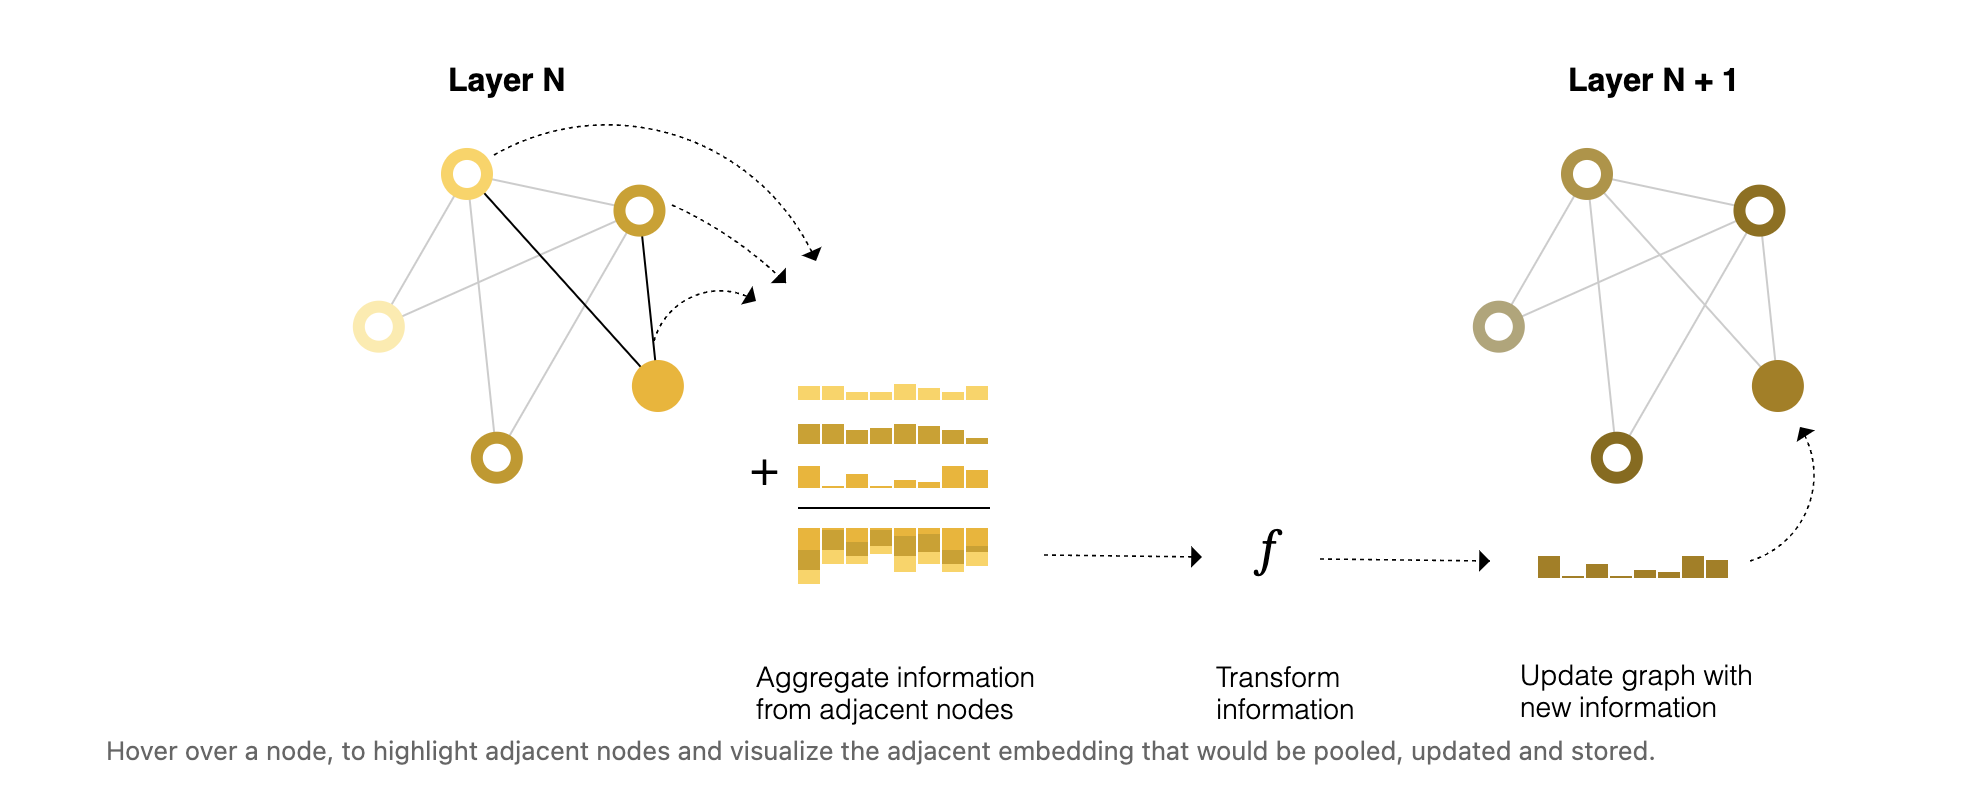 Layer N
Layer N + 1
+
f
Aggregate information
from adjacent nodes
Transform
information
Update graph with
new information
Hover over a node, to highlight adjacent nodes and visualize the adjacent embedding that would be pooled, updated and stored.